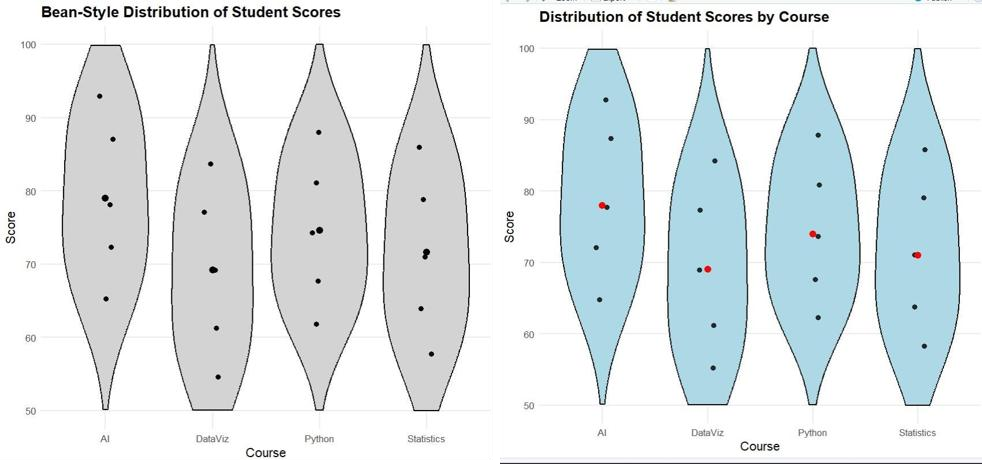 Bean-Style Distribution of Student Scores
100
90
80
70
60
50
Score
AI DataViz Python Statistics
Course
Distribution of Student Scores by Course
100
90
80
70
60
50
Score
AI DataViz Python Statistics
Course